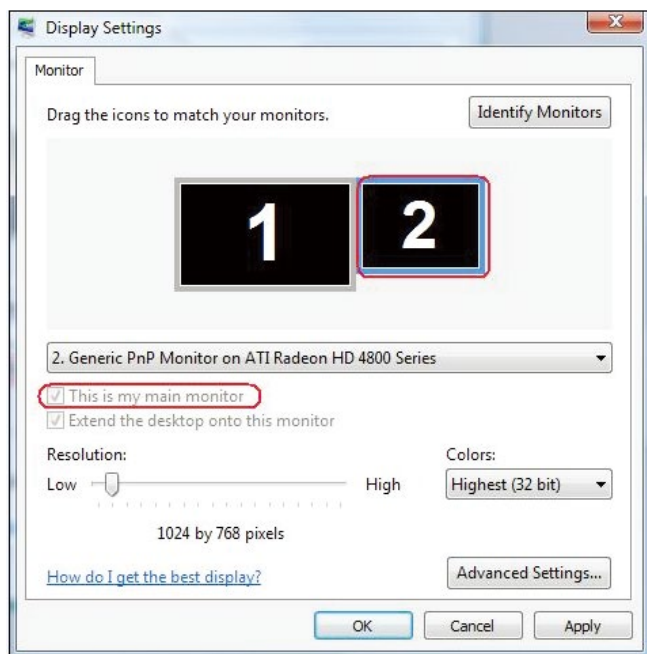 Display Settings
Monitor
Drag the icons to match your monitors.
Identify Monitors
1
2
2. Generic PnP Monitor on ATI Radeon HD 4800 Series
This is my main monitor
Extend the desktop onto this monitor
Resolution:
Colors:
Low
High
Highest (32 bit)
1024 by 768 pixels
How do I get the best display?
Advanced Settings...
OK
Cancel
Apply